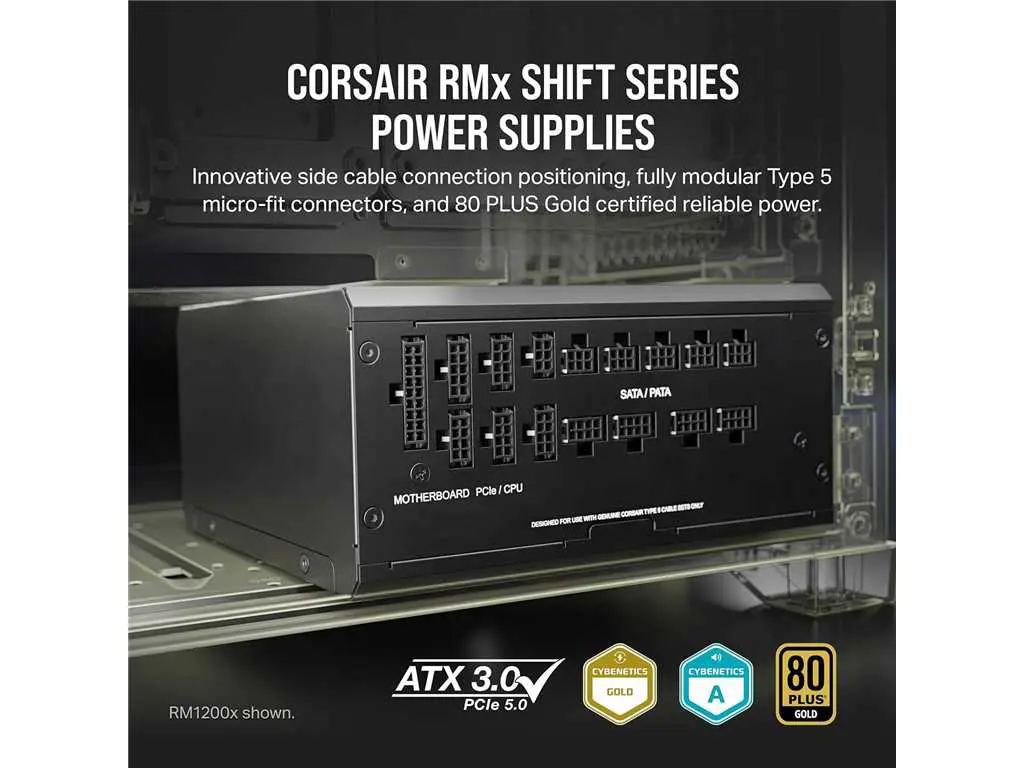 CORSAIR RMx SHIFT SERIES
POWER SUPPLIES
Innovative side cable connection positioning, fully modular Type 5
micro-fit connectors, and 80 PLUS Gold certified reliable power.
SATA / PATA
MOTHERBOARD PCIe / CPU
DESIGNED FOR USE WITH GENUINE CORSAIR TYPE 5 CABLE SETS ONLY
ATX 3.0
PCIe 5.0
CYBENETICS
GOLD
CYBENETICS
A
80
PLUS
GOLD
RM1200x shown.